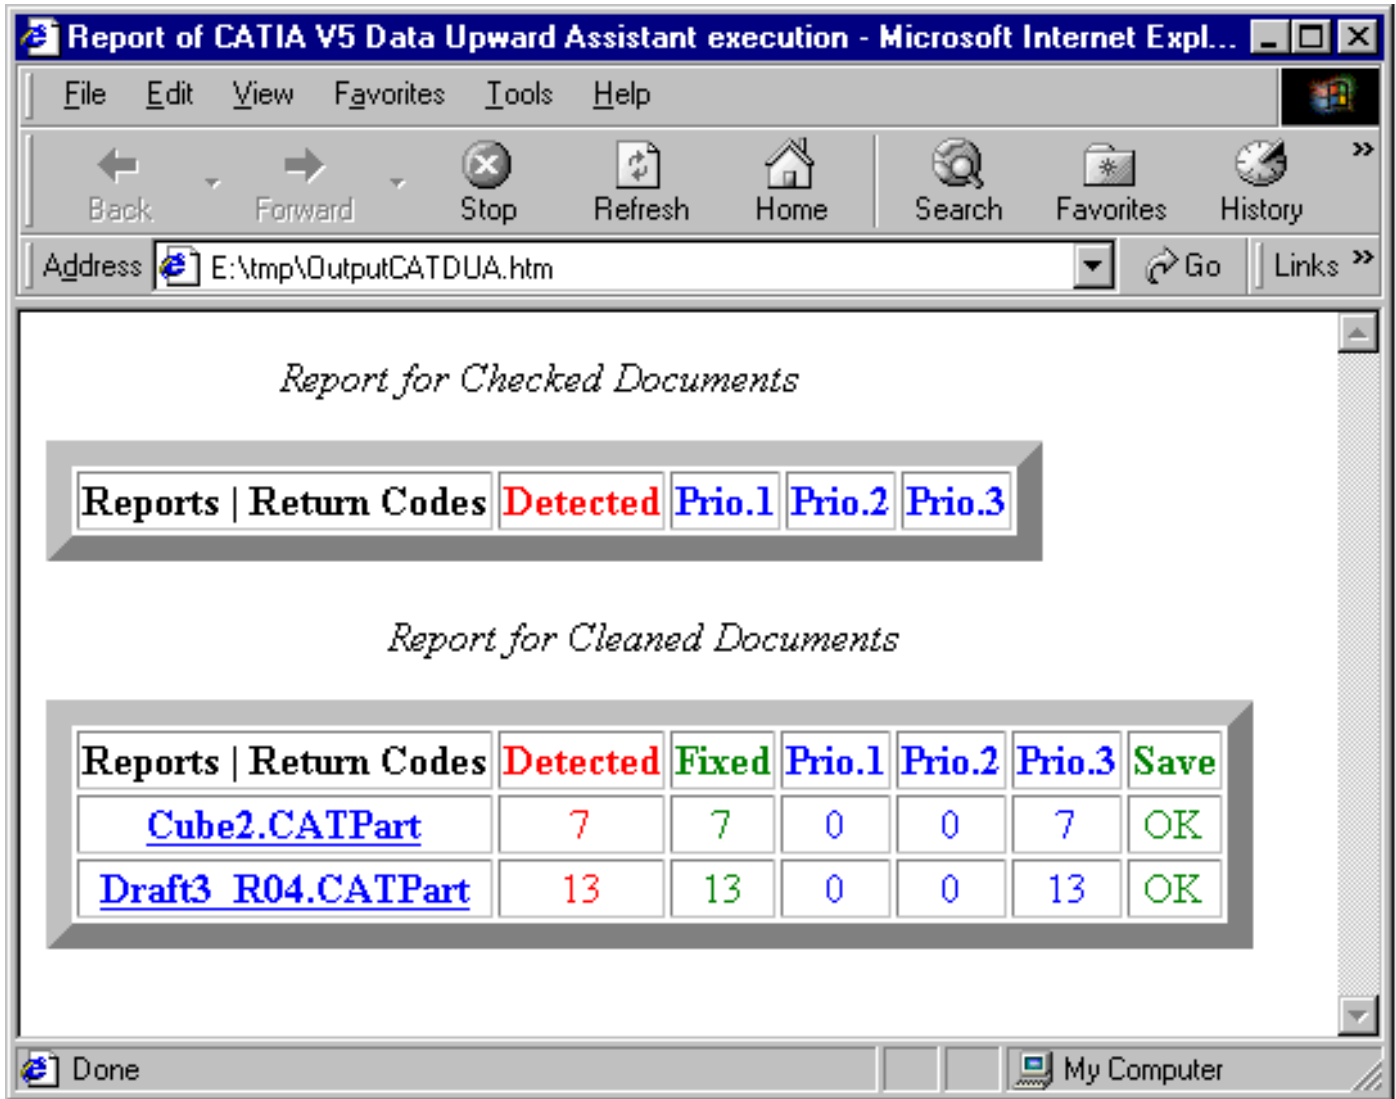 Report of CATIA V5 Data Upward Assistant execution - Microsoft Internet Expl...
File Edit View Favorites Tools Help
Back Forward Stop Refresh Home Search Favorites History »
Address E:\tmp\OutputCATDUA.htm Go Links »
Report for Checked Documents
Reports | Return Codes Detected Prio.1 Prio.2 Prio.3
Report for Cleaned Documents
Reports | Return Codes Detected Fixed Prio.1 Prio.2 Prio.3 Save
Cube2.CATPart 7 7 0 0 7 OK
Draft3_R04.CATPart 13 13 0 0 13 OK
Done My Computer